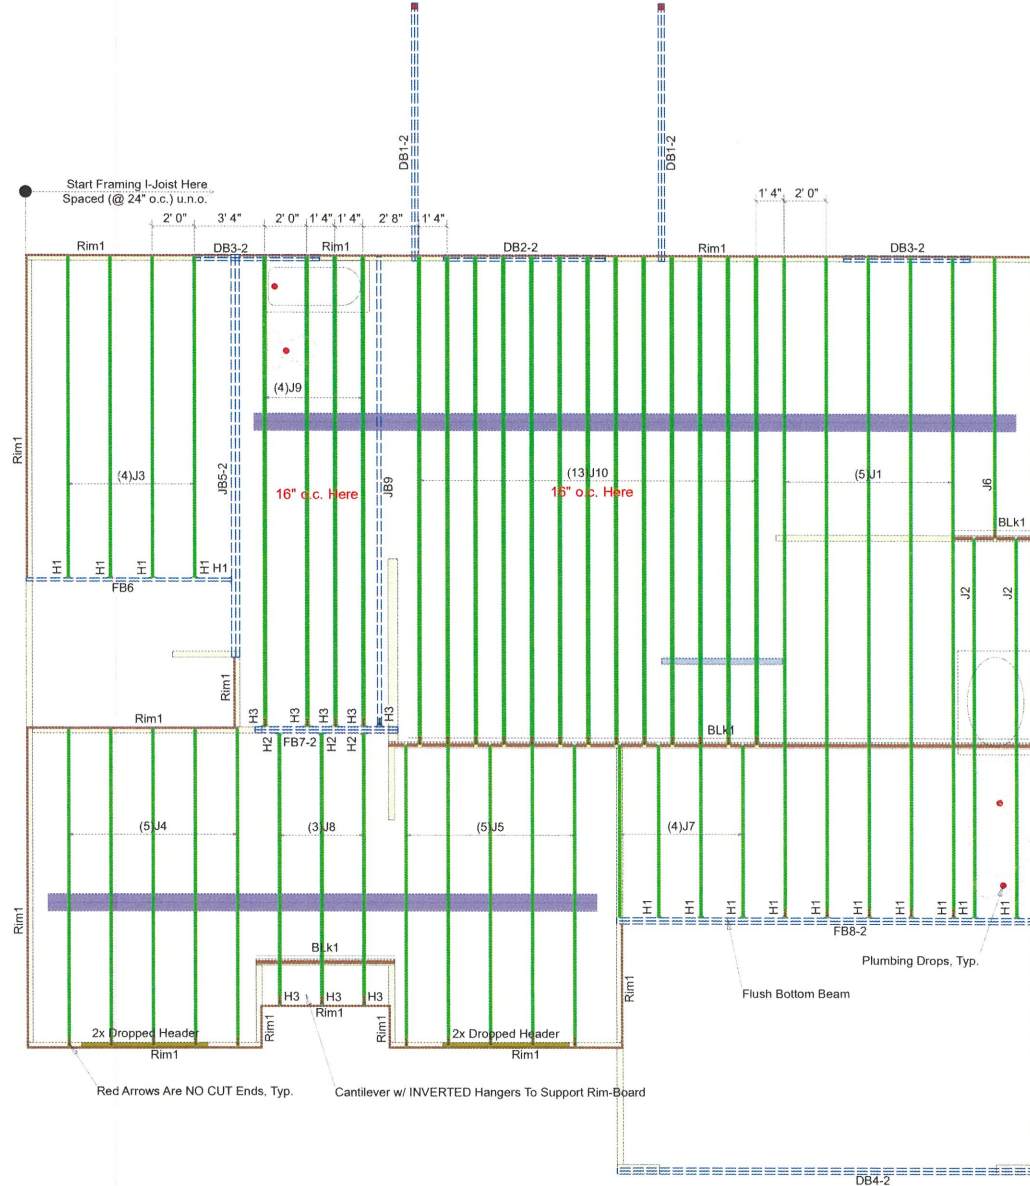 DB1-2
DB1-2
Start Framing I-Joist Here
Spaced (@ 24" o.c.) u.n.o.
2' 0"
3' 4"
2' 0"
1' 4"
1' 4"
2' 8"
1' 4"
1' 4"
2' 0"
Rim1
DB3-2
Rim1
DB2-2
Rim1
DB3-2
(4)J9
Rim1
(4)J3
JB5-2
16" o.c. Here
JB9
(13)J10
16" o.c. Here
(5)J1
J6
BLk1
H1
H1
H1
H1
H1
FB6
J2
J2
Rim1
Rim1
H3
H3
H3
H3
H3
H2
FB7-2
H2
H2
BLk1
(5)J4
(3)J8
(5)J5
(4)J7
Rim1
H1
H1
H1
H1
H1
H1
H1
H1
H1
H1
FB8-2
BLk1
Plumbing Drops, Typ.
Flush Bottom Beam
H3
H3
H3
Rim1
Rim1
Rim1
Rim1
2x Dropped Header
Rim1
2x Dropped Header
Rim1
Red Arrows Are NO CUT Ends, Typ.
Cantilever w/ INVERTED Hangers To Support Rim-Board
DB4-2